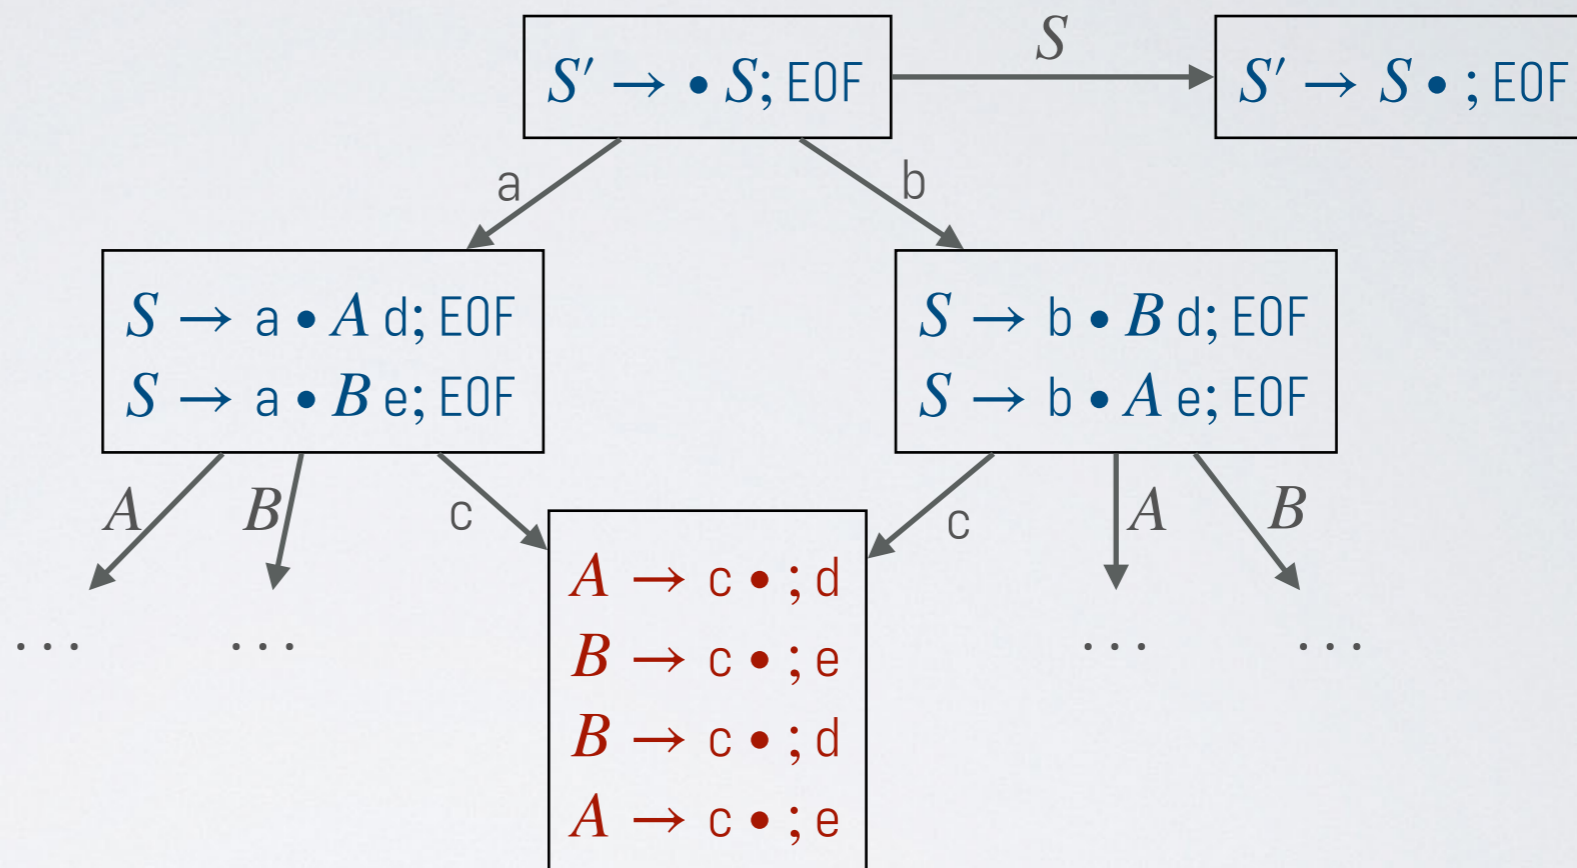 S
S′ → • S; EOF
S′ → S • ; EOF
a
b
S → a • A d; EOF
S → a • B e; EOF
S → b • B d; EOF
S → b • A e; EOF
A
B
c
c
A
B
A → c • ; d
B → c • ; e
B → c • ; d
A → c • ; e
...
...
...
...